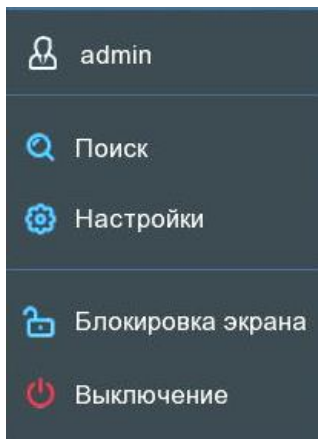 admin
Поиск
Настройки
Блокировка экрана
Выключение